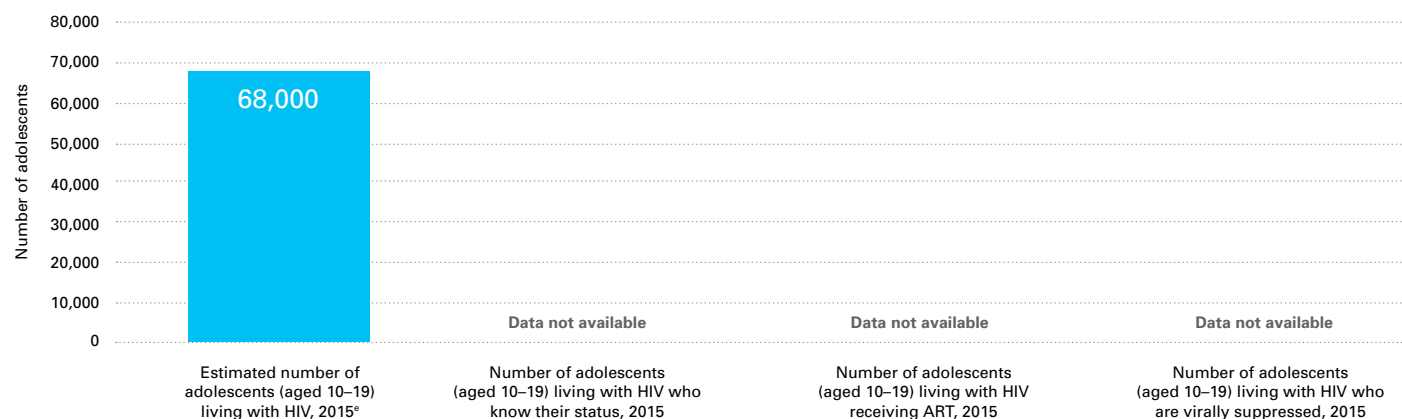 Number of adolescents
80,000
70,000
60,000
50,000
40,000
30,000
20,000
10,000
0
68,000
Data not available
Data not available
Data not available
Estimated number of
adolescents (aged 10–19)
living with HIV, 2015ᵉ
Number of adolescents
(aged 10–19) living with HIV who
know their status, 2015
Number of adolescents
(aged 10–19) living with HIV
receiving ART, 2015
Number of adolescents
(aged 10–19) living with HIV who
are virally suppressed, 2015